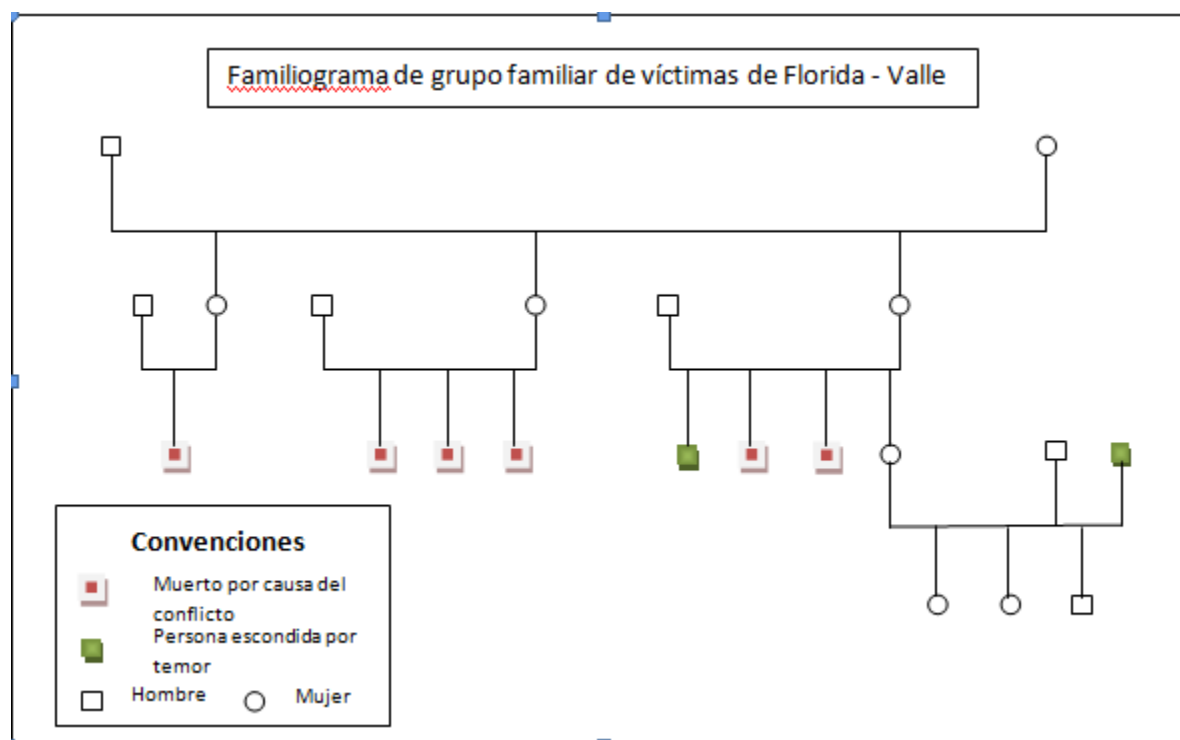 Familiograma de grupo familiar de víctimas de Florida - Valle
Convenciones
Muerto por causa del
conflicto
Persona escondida por
temor
Hombre
Mujer